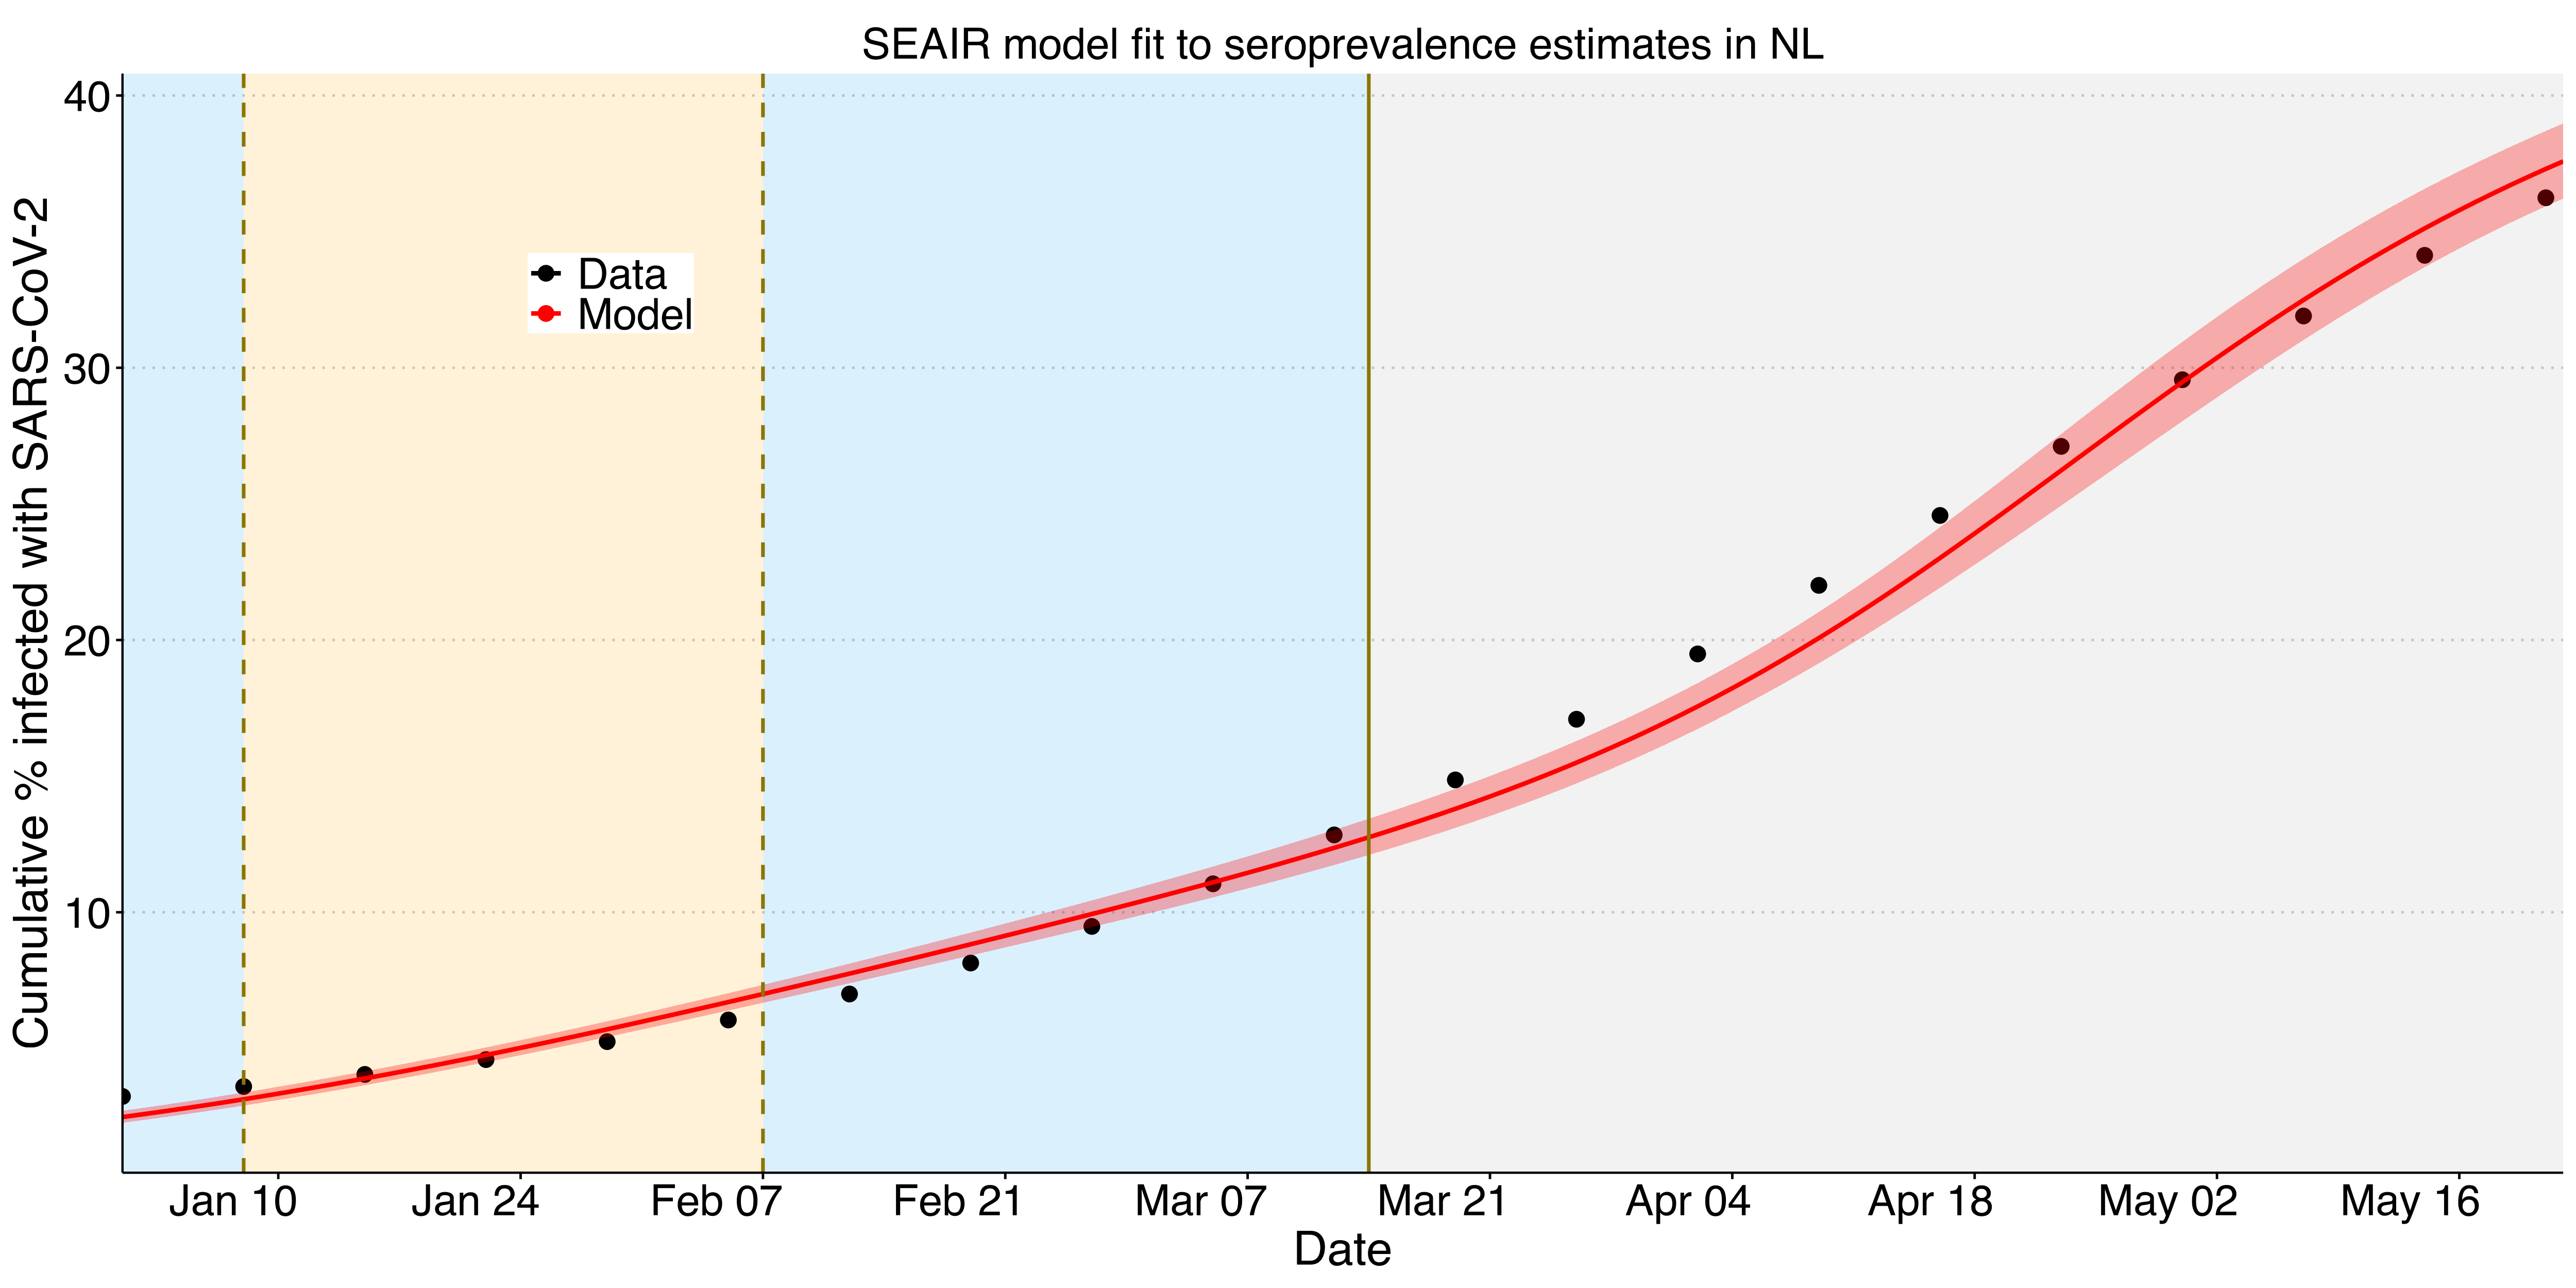 SEAIR model fit to seroprevalence estimates in NL
Cumulative % infected with SARS-CoV-2
40
30
20
10
Data
Model
Jan 10
Jan 24
Feb 07
Feb 21
Mar 07
Mar 21
Apr 04
Apr 18
May 02
May 16
Date